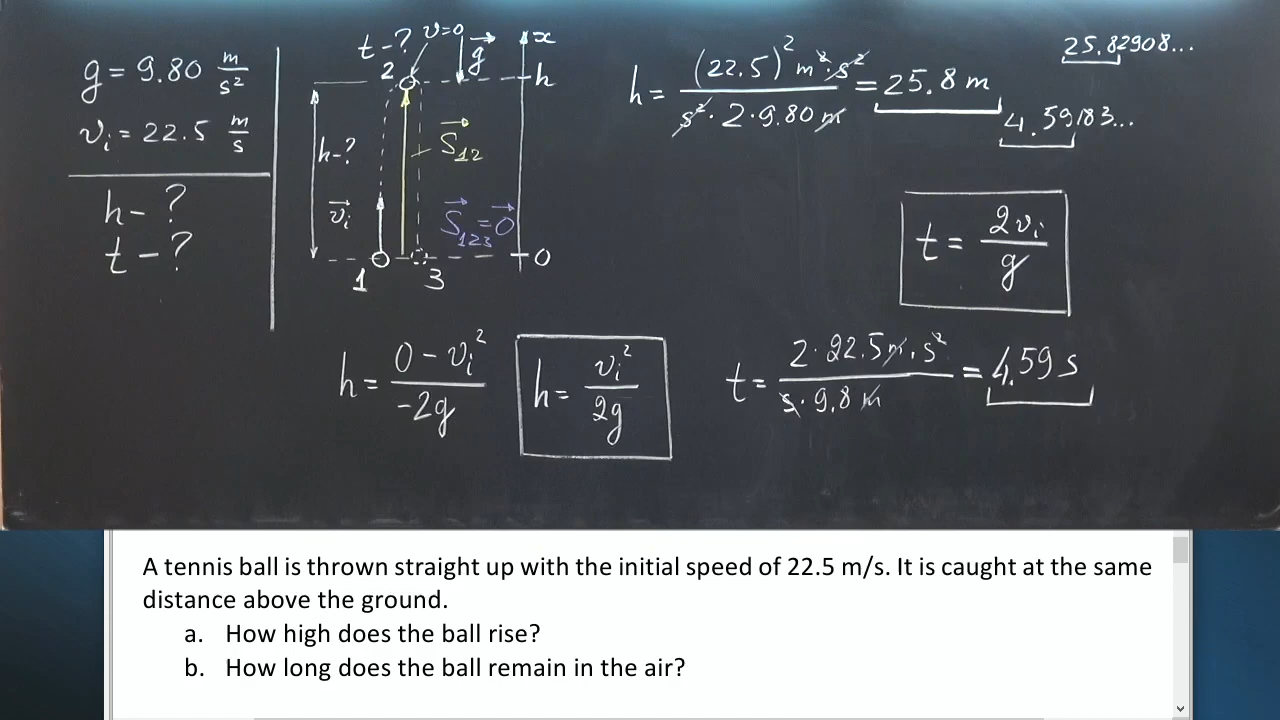 g = 9.80 m/s²
vᵢ = 22.5 m/s
h - ?
t - ?
t - ?
v = 0
g
x
2
h
h - ?
S₁₂
vᵢ
S₁₂₃ = 0
0
1
3
h = (0 - vᵢ²)/(-2g)
h = vᵢ²/2g
h = ((22.5)² m²·s²)/(s²·2·9.80 m) = 25.8 m
25.82908...
4.59183...
t = 2vᵢ/g
t = (2·22.5 m·s²)/(s·9.8 m) = 4.59 s
A tennis ball is thrown straight up with the initial speed of 22.5 m/s. It is caught at the same
distance above the ground.
a. How high does the ball rise?
b. How long does the ball remain in the air?